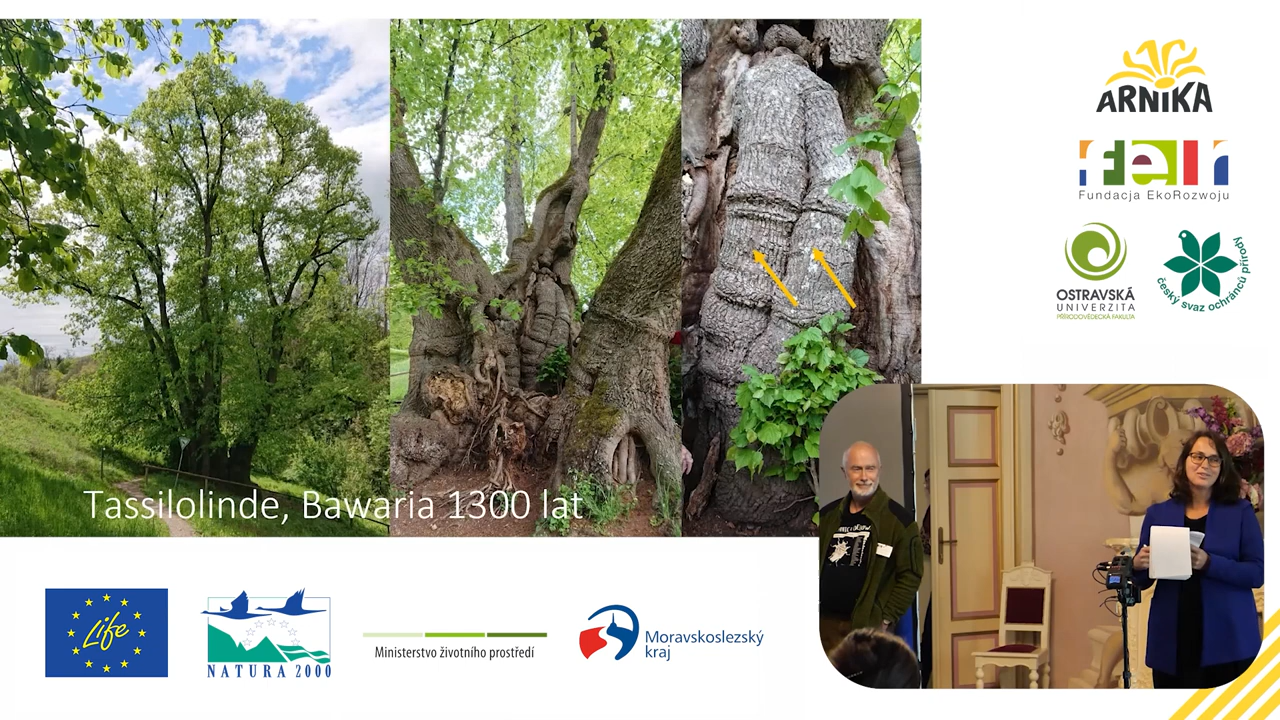 ARNIKA
feri
Fundacja EkoRozwoju
OSTRAVSKÁ
UNIVERZITA
PŘÍRODOVĚDECKÁ FAKULTA
český svaz ochránců přírody
Tassilolinde, Bawaria 1300 lat
Life
NATURA 2000
Ministerstvo životního prostředí
Moravskoslezský
kraj